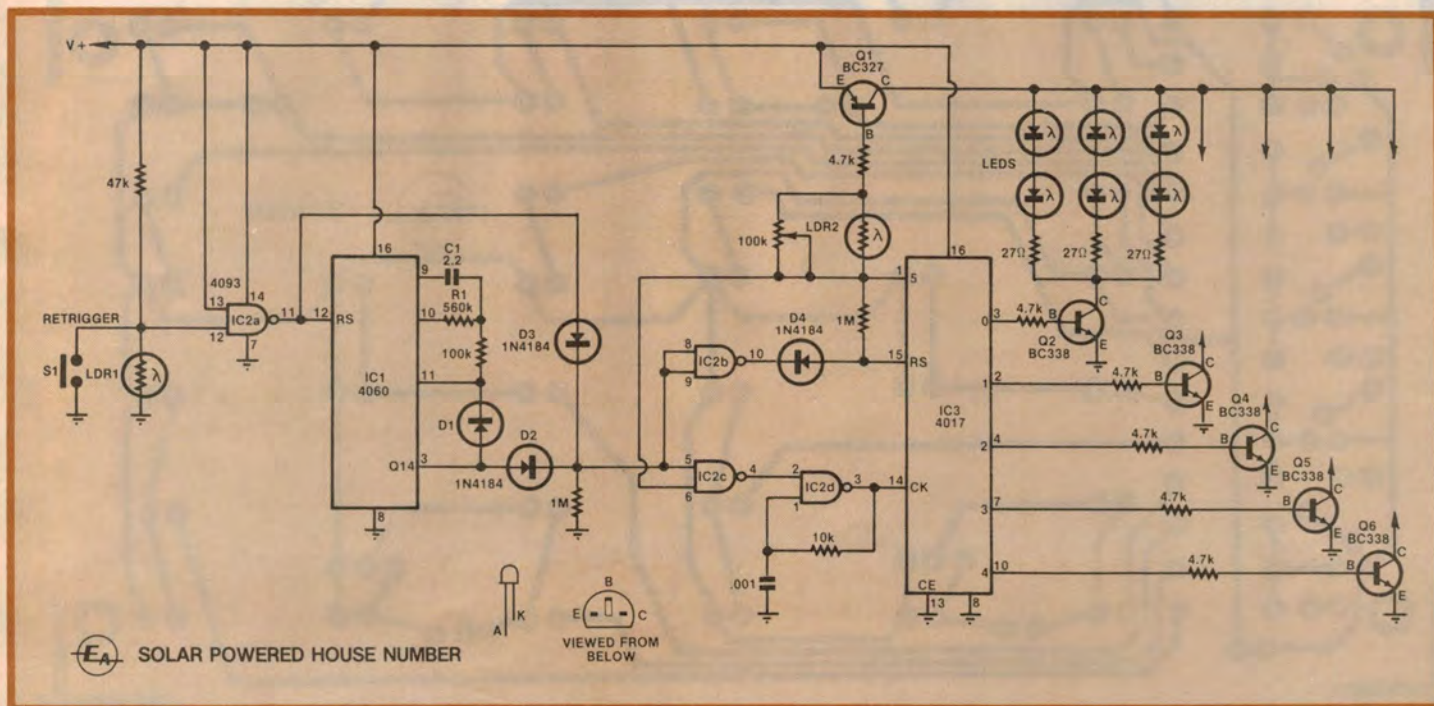 V+
Q1
BC327
E
C
B
4.7k
LEDS
λ λ λ
λ λ λ
47k
100k
LDR2
λ
27Ω 27Ω 27Ω
16
C1
2.2
9
R1
560k
10
100k
11
4093
13
14
IC2a
11
12
RS
12
7
RETRIGGER
S1
LDR1
λ
IC1
4060
D3
1N4184
D1
D2
Q14
3
1N4184
8
1M
16
1
5
1M
D4
1N4184
8
9
IC2b
10
15
RS
IC3
4017
5
6
IC2c
4
2
1
IC2d
3
14
CK
10k
.001
CE
13
8
0
3
4.7k
B
C
E
Q2
BC338
1
2
4.7k
B
C
E
Q3
BC338
2
4
4.7k
B
C
E
Q4
BC338
3
7
4.7k
B
C
E
Q5
BC338
4
10
4.7k
B
C
E
Q6
BC338
A
K
B
E
C
VIEWED FROM
BELOW
EA SOLAR POWERED HOUSE NUMBER